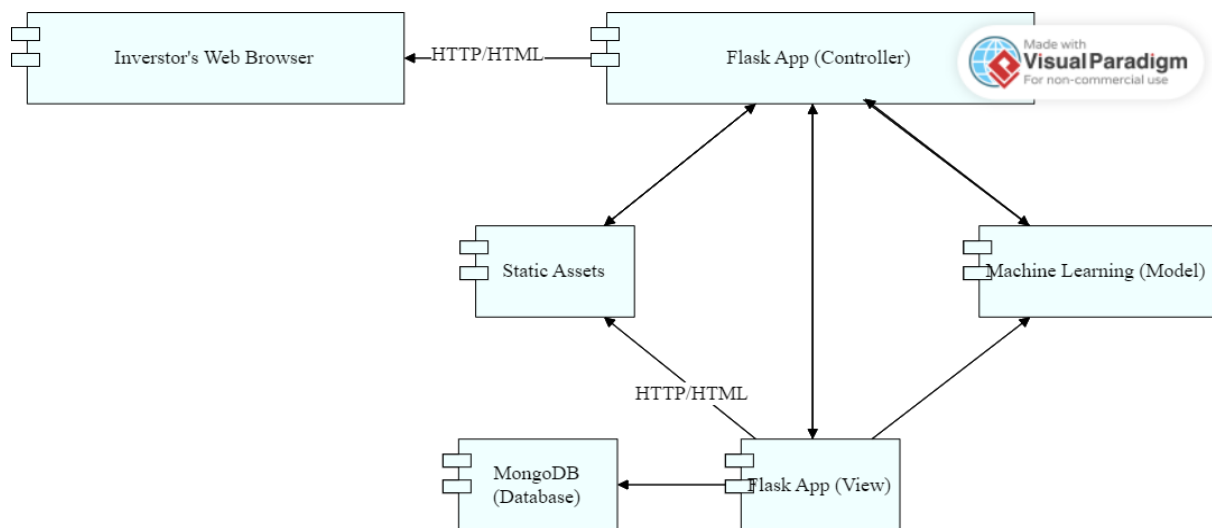 Inverstor's Web Browser
HTTP/HTML
Flask App (Controller)
Made with
Visual Paradigm
For non-commercial use
Static Assets
Machine Learning (Model)
HTTP/HTML
MongoDB
(Database)
Flask App (View)